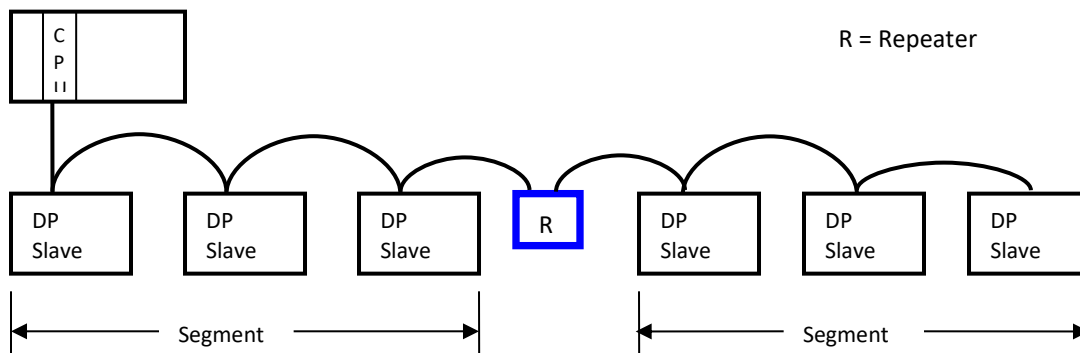 C
P
U
R = Repeater
DP
Slave
DP
Slave
DP
Slave
R
DP
Slave
DP
Slave
DP
Slave
Segment
Segment